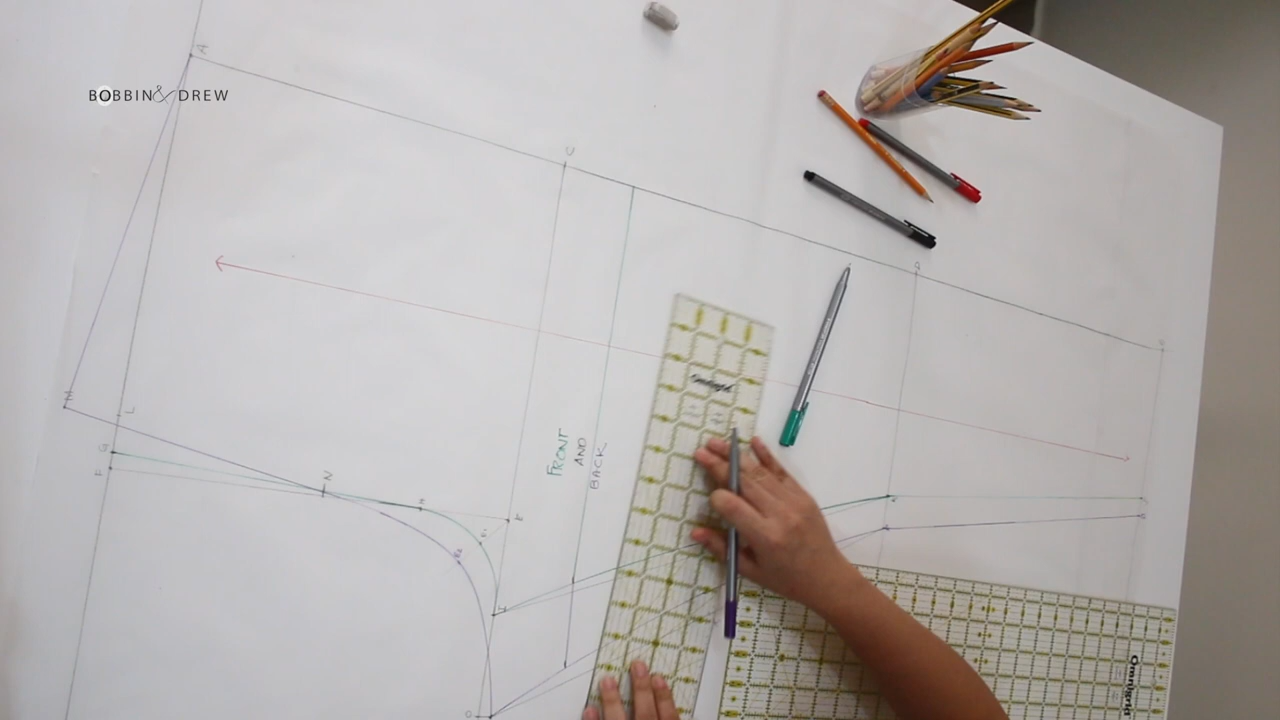 BOBBIN & DREW
A
C
M
L
G
F
N
H
FRONT
AND
BACK
Omnigrid
Omnigrid